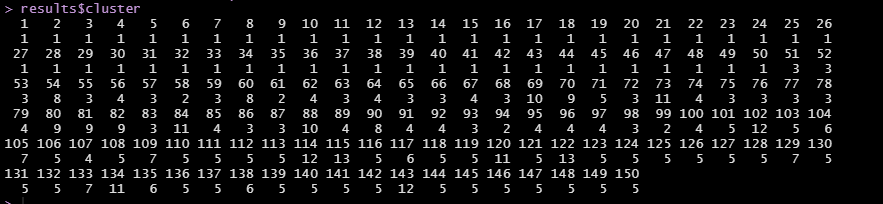 > results$cluster
1 2 3 4 5 6 7 8 9 10 11 12 13 14 15 16 17 18 19 20 21 22 23 24 25 26
1 1 1 1 1 1 1 1 1 1 1 1 1 1 1 1 1 1 1 1 1 1 1 1 1 1
27 28 29 30 31 32 33 34 35 36 37 38 39 40 41 42 43 44 45 46 47 48 49 50 51 52
1 1 1 1 1 1 1 1 1 1 1 1 1 1 1 1 1 1 1 1 1 1 1 1 3 3
53 54 55 56 57 58 59 60 61 62 63 64 65 66 67 68 69 70 71 72 73 74 75 76 77 78
3 8 3 4 3 2 3 8 2 4 3 4 3 3 4 3 10 9 5 3 11 4 3 3 3 3
79 80 81 82 83 84 85 86 87 88 89 90 91 92 93 94 95 96 97 98 99 100 101 102 103 104
4 9 9 9 3 11 4 3 3 10 4 8 4 4 3 2 4 4 4 3 2 4 5 12 5 6
105 106 107 108 109 110 111 112 113 114 115 116 117 118 119 120 121 122 123 124 125 126 127 128 129 130
7 5 4 5 7 5 5 5 5 12 13 5 6 5 5 11 5 13 5 5 5 5 5 5 7 5
131 132 133 134 135 136 137 138 139 140 141 142 143 144 145 146 147 148 149 150
5 5 7 11 6 5 5 6 5 5 5 5 12 5 5 5 5 5 5 5
>